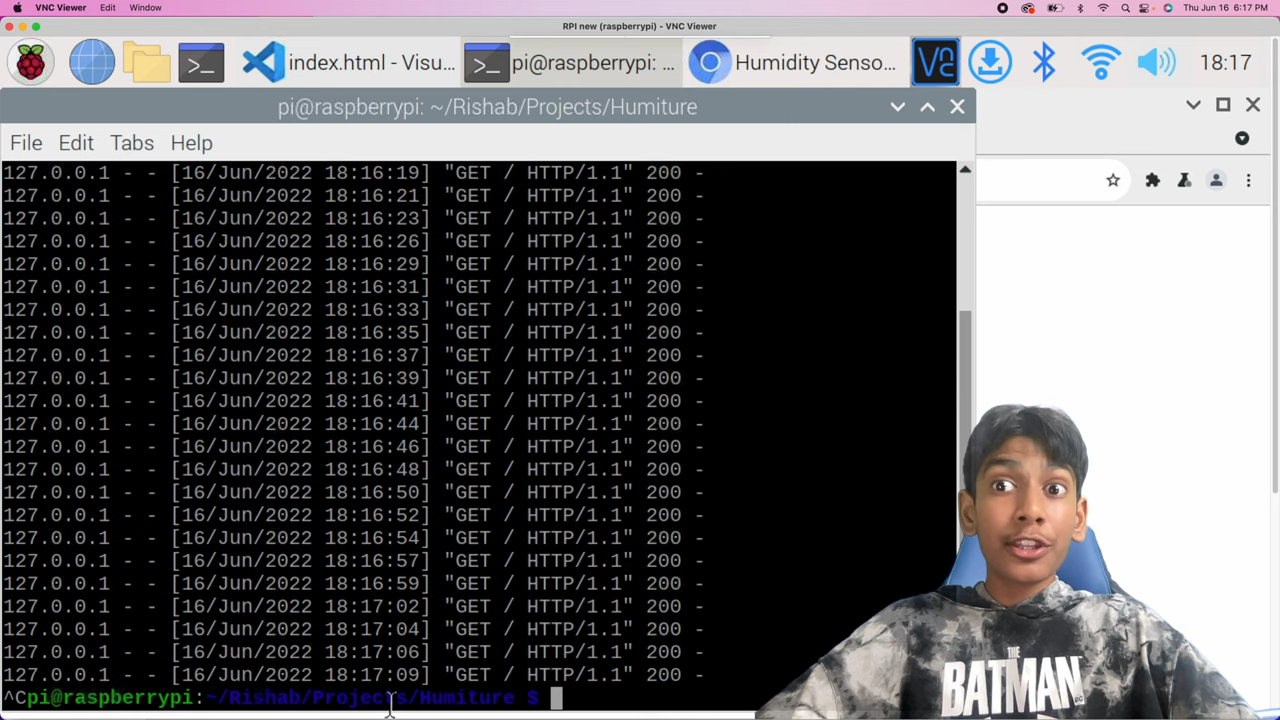 VNC Viewer Edit Window Thu Jun 16 6:17 PM
RPI new (raspberrypi) - VNC Viewer
index.html - Visu... pi@raspberrypi: ... Humidity Senso... 18:17
pi@raspberrypi: ~/Rishab/Projects/Humiture
File Edit Tabs Help
127.0.0.1 - - [16/Jun/2022 18:16:19] "GET / HTTP/1.1" 200 -
127.0.0.1 - - [16/Jun/2022 18:16:21] "GET / HTTP/1.1" 200 -
127.0.0.1 - - [16/Jun/2022 18:16:23] "GET / HTTP/1.1" 200 -
127.0.0.1 - - [16/Jun/2022 18:16:26] "GET / HTTP/1.1" 200 -
127.0.0.1 - - [16/Jun/2022 18:16:29] "GET / HTTP/1.1" 200 -
127.0.0.1 - - [16/Jun/2022 18:16:31] "GET / HTTP/1.1" 200 -
127.0.0.1 - - [16/Jun/2022 18:16:33] "GET / HTTP/1.1" 200 -
127.0.0.1 - - [16/Jun/2022 18:16:35] "GET / HTTP/1.1" 200 -
127.0.0.1 - - [16/Jun/2022 18:16:37] "GET / HTTP/1.1" 200 -
127.0.0.1 - - [16/Jun/2022 18:16:39] "GET / HTTP/1.1" 200 -
127.0.0.1 - - [16/Jun/2022 18:16:41] "GET / HTTP/1.1" 200 -
127.0.0.1 - - [16/Jun/2022 18:16:44] "GET / HTTP/1.1" 200 -
127.0.0.1 - - [16/Jun/2022 18:16:46] "GET / HTTP/1.1" 200 -
127.0.0.1 - - [16/Jun/2022 18:16:48] "GET / HTTP/1.1" 200 -
127.0.0.1 - - [16/Jun/2022 18:16:50] "GET / HTTP/1.1" 200 -
127.0.0.1 - - [16/Jun/2022 18:16:52] "GET / HTTP/1.1" 200 -
127.0.0.1 - - [16/Jun/2022 18:16:54] "GET / HTTP/1.1" 200 -
127.0.0.1 - - [16/Jun/2022 18:16:57] "GET / HTTP/1.1" 200 -
127.0.0.1 - - [16/Jun/2022 18:16:59] "GET / HTTP/1.1" 200 -
127.0.0.1 - - [16/Jun/2022 18:17:02] "GET / HTTP/1.1" 200 -
127.0.0.1 - - [16/Jun/2022 18:17:04] "GET / HTTP/1.1" 200 -
127.0.0.1 - - [16/Jun/2022 18:17:06] "GET / HTTP/1.1" 200 -
127.0.0.1 - - [16/Jun/2022 18:17:09] "GET / HTTP/1.1" 200 -
^Cpi@raspberrypi:~/Rishab/Projects/Humiture $
THE
BATMAN